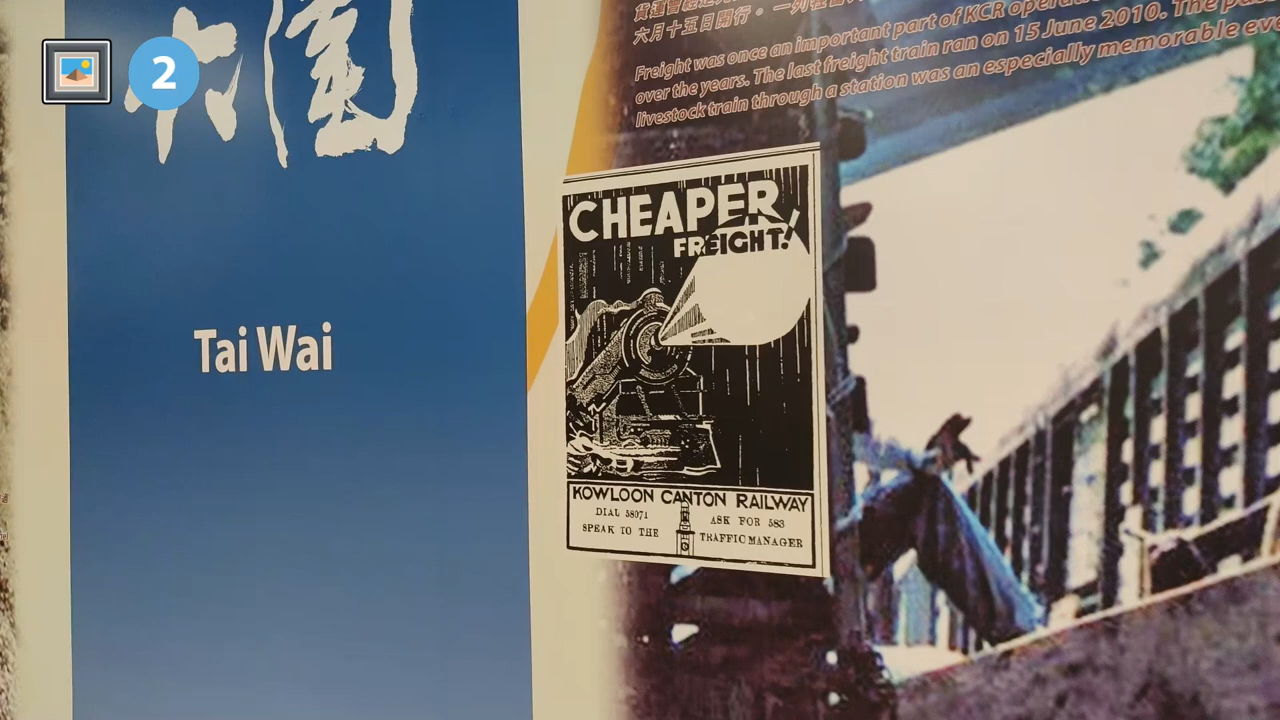 2
大圍
Tai Wai
六月十五日開行。一列
Freight was once an important part of KCR
over the years. The last freight train ran on 15 June 2010. The
livestock train through a station was an especially memorable
CHEAPER
FREIGHT!
KOWLOON CANTON RAILWAY
DIAL 58071
SPEAK TO THE
ASK FOR 583
TRAFFIC MANAGER